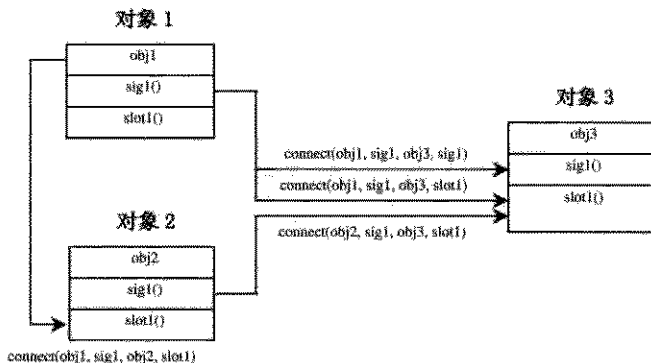 对象 1
obj1
sig1()
slot1()
对象 3
obj3
sig1()
slot1()
connect(obj1, sig1, obj3, sig1)
connect(obj1, sig1, obj3, slot1)
connect(obj2, sig1, obj3, slot1)
对象 2
obj2
sig1()
slot1()
connect(obj1, sig1, obj2, slot1)